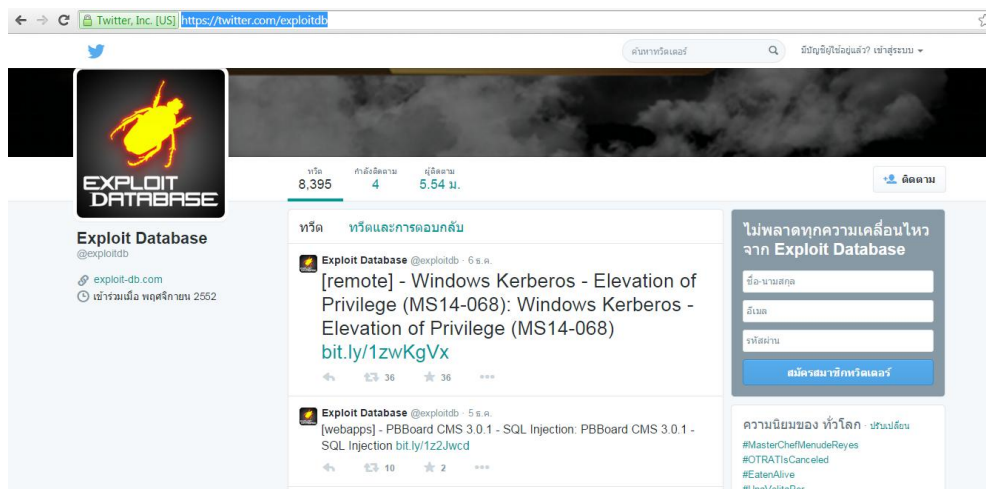 Twitter, Inc. [US] https://twitter.com/exploitdb
ค้นหาทวิตเตอร์
มีบัญชีผู้ใช้อยู่แล้ว? เข้าสู่ระบบ
EXPLOIT
DATABASE
ทวีต กำลังติดตาม ผู้ติดตาม
8,395 4 5.54 ม.
ติดตาม
Exploit Database
@exploitdb
exploit-db.com
เข้าร่วมเมื่อ พฤศจิกายน 2552
ทวีต ทวีตและการตอบกลับ
Exploit Database @exploitdb · 6 ธ.ค.
[remote] - Windows Kerberos - Elevation of
Privilege (MS14-068): Windows Kerberos -
Elevation of Privilege (MS14-068)
bit.ly/1zwKgVx
36 36
Exploit Database @exploitdb · 5 ธ.ค.
[webapps] - PBBoard CMS 3.0.1 - SQL Injection: PBBoard CMS 3.0.1 -
SQL Injection bit.ly/1z2Jwcd
10 2
ไม่พลาดทุกความเคลื่อนไหว
จาก Exploit Database
ชื่อ-นามสกุล
อีเมล
รหัสผ่าน
สมัครสมาชิกทวิตเตอร์
ความนิยมของ ทั่วโลก · ปรับเปลี่ยน
#MasterChefMenudeReyes
#OTRATIsCanceled
#EatenAlive